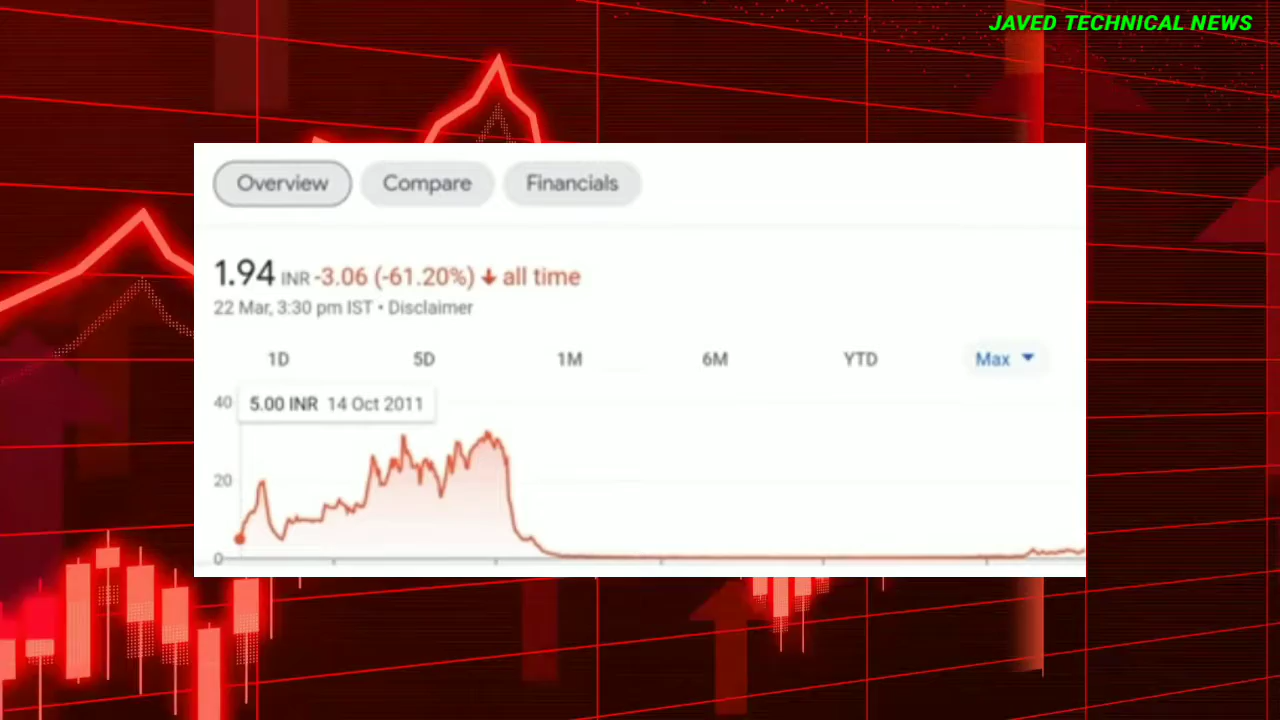 JAVED TECHNICAL NEWS
Overview Compare Financials
1.94 INR -3.06 (-61.20%) ↓ all time
22 Mar, 3:30 pm IST • Disclaimer
1D 5D 1M 6M YTD Max
40 5.00 INR 14 Oct 2011
20
0